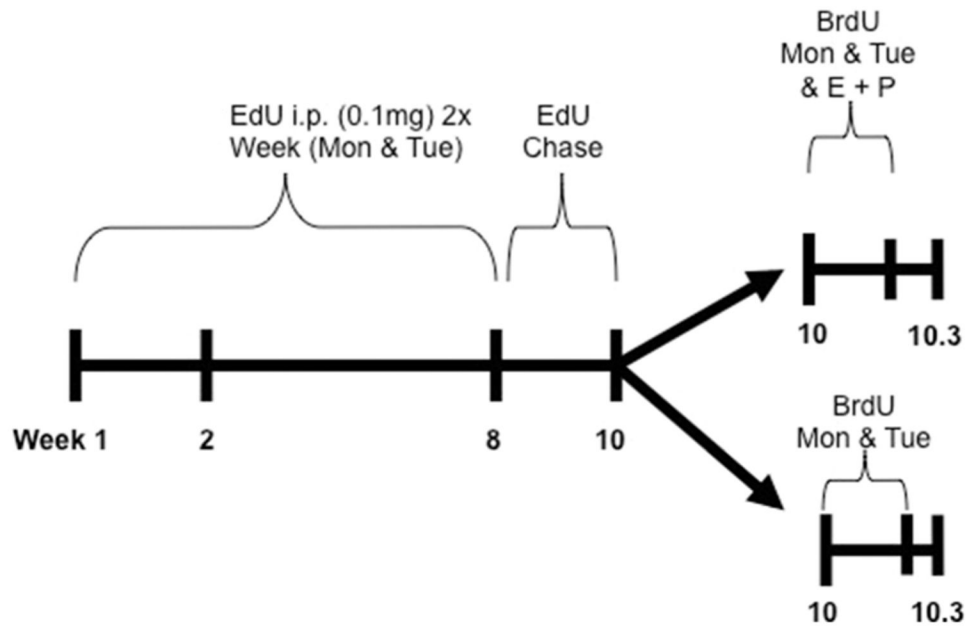 EdU i.p. (0.1mg) 2x
Week (Mon & Tue)
EdU
Chase
BrdU
Mon & Tue
& E + P
Week 1
2
8
10
10
10.3
BrdU
Mon & Tue
10
10.3